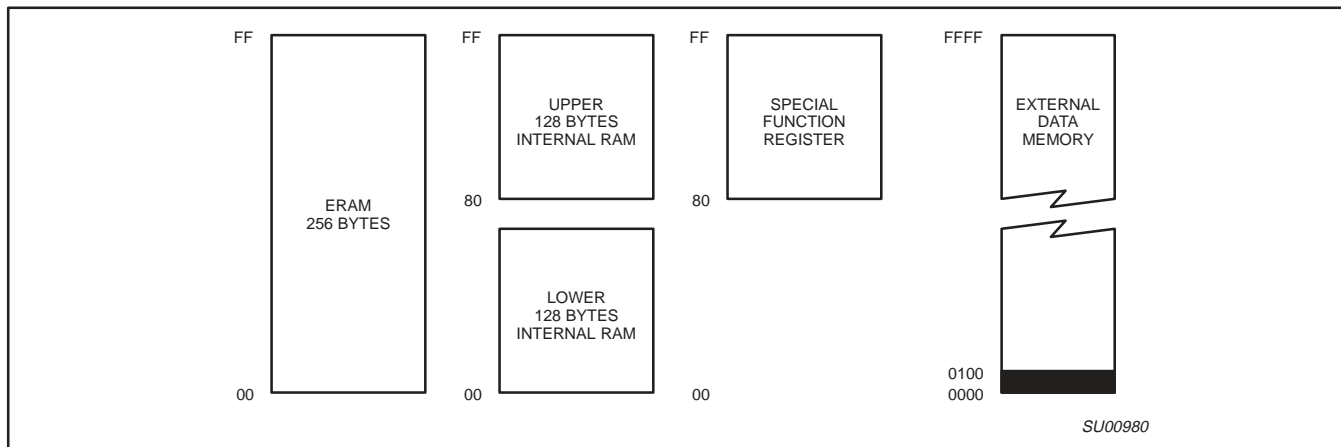 FF
ERAM
256 BYTES
00
FF
UPPER
128 BYTES
INTERNAL RAM
80
LOWER
128 BYTES
INTERNAL RAM
00
FF
SPECIAL
FUNCTION
REGISTER
80
00
FFFF
EXTERNAL
DATA
MEMORY
0100
0000
SU00980